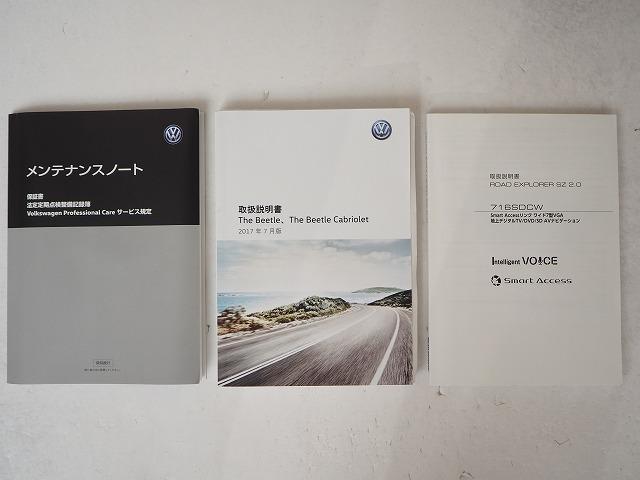 メンテナンスノート
保証書
法定定期点検整備記録簿
Volkswagen Professional Care サービス規定
取扱説明書
The Beetle、The Beetle Cabriolet
2017 年 7 月版
取扱説明書
ROAD EXPLORER SZ 2.0
716SDCW
Smart Accessリンク ワイド7型VGA
地上デジタルTV/DVD/SD AVナビゲーション
Intelligent VOICE
Smart Access